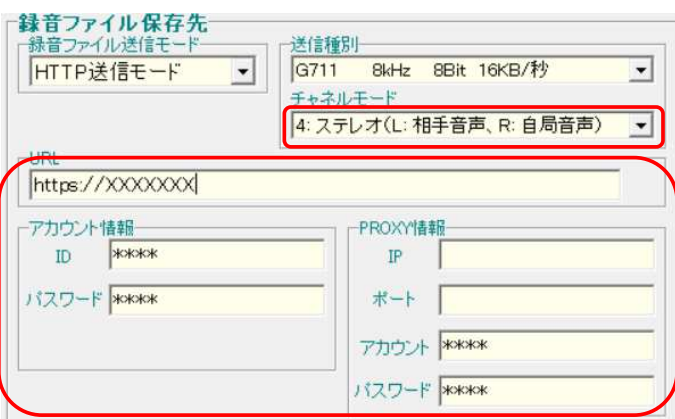 録音ファイル保存先
録音ファイル送信モード
HTTP送信モード
送信種別
G711 8kHz 8Bit 16KB/秒
チャネルモード
4: ステレオ(L: 相手音声、R: 自局音声)
URL
https://XXXXXXX
アカウント情報
ID ****
パスワード ****
PROXY情報
IP
ポート
アカウント ****
パスワード ****